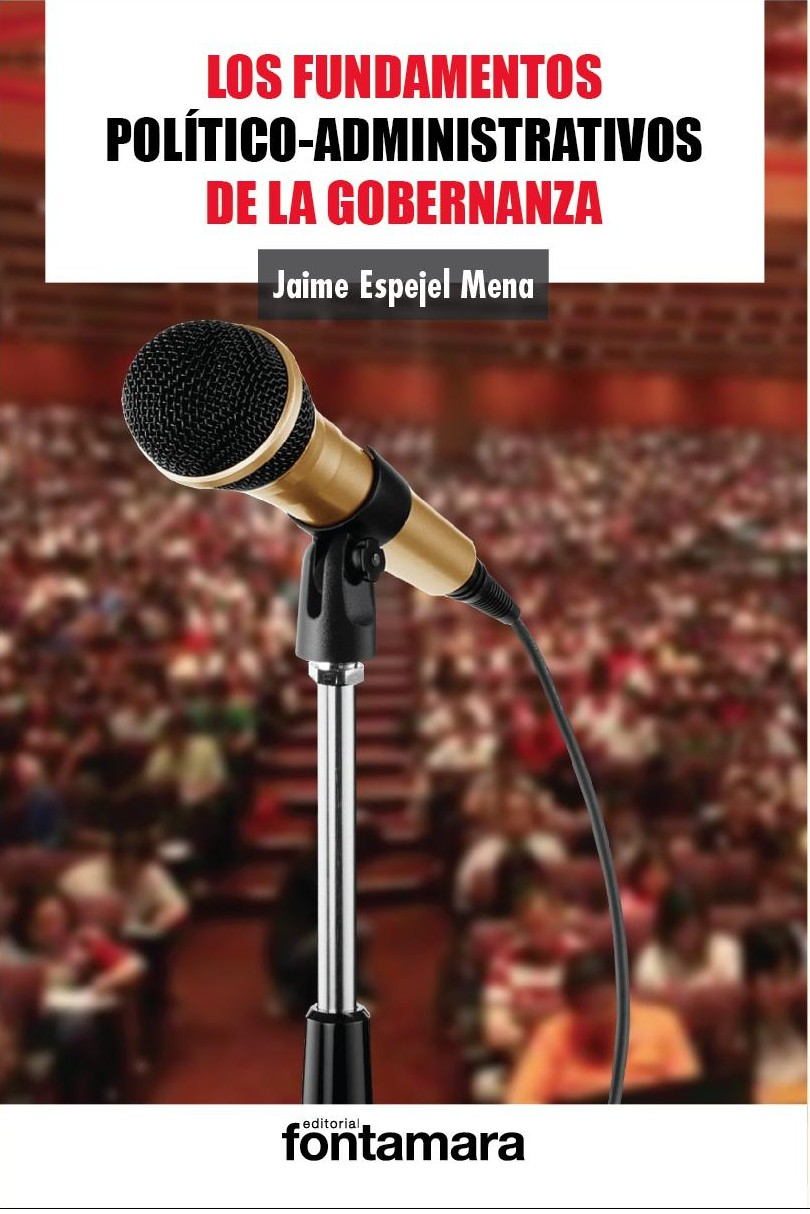 LOS FUNDAMENTOS
POLÍTICO-ADMINISTRATIVOS
DE LA GOBERNANZA
Jaime Espejel Mena
editorial
fontamara